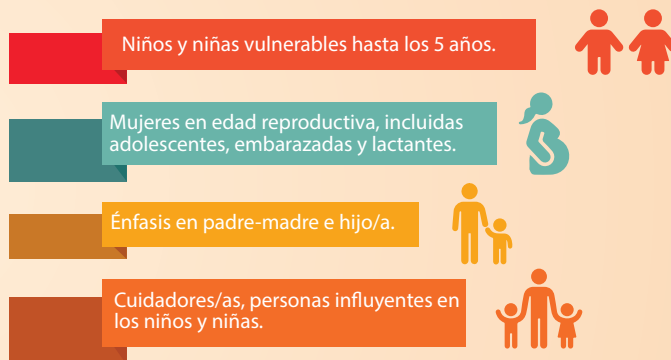 Niños y niñas vulnerables hasta los 5 años.
Mujeres en edad reproductiva, incluidas
adolescentes, embarazadas y lactantes.
Énfasis en padre-madre e hijo/a.
Cuidadores/as, personas influyentes en
los niños y niñas.